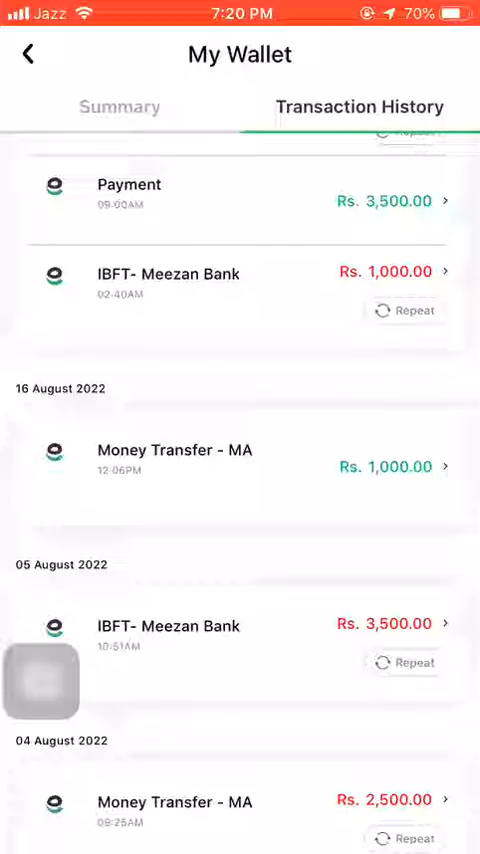 Jazz 7:20 PM 70%
My Wallet
Summary Transaction History
Repeat
Payment
Rs. 3,500.00
09:00AM
IBFT- Meezan Bank Rs. 1,000.00
02:40AM
Repeat
16 August 2022
Money Transfer - MA
Rs. 1,000.00
12:06PM
05 August 2022
IBFT- Meezan Bank Rs. 3,500.00
10:51AM
Repeat
04 August 2022
Money Transfer - MA Rs. 2,500.00
09:25AM
Repeat